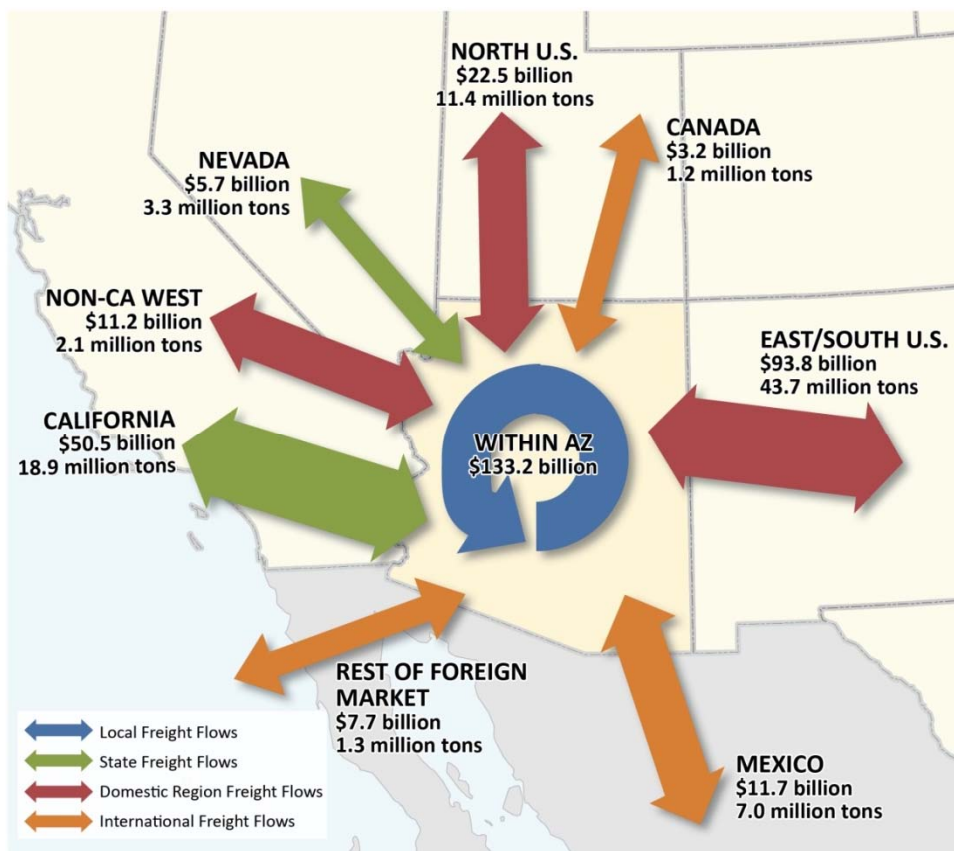 NORTH U.S.
$22.5 billion
11.4 million tons
CANADA
$3.2 billion
1.2 million tons
NEVADA
$5.7 billion
3.3 million tons
NON-CA WEST
$11.2 billion
2.1 million tons
EAST/SOUTH U.S.
$93.8 billion
43.7 million tons
CALIFORNIA
$50.5 billion
18.9 million tons
WITHIN AZ
$133.2 billion
REST OF FOREIGN
MARKET
$7.7 billion
1.3 million tons
MEXICO
$11.7 billion
7.0 million tons
Local Freight Flows
State Freight Flows
Domestic Region Freight Flows
International Freight Flows